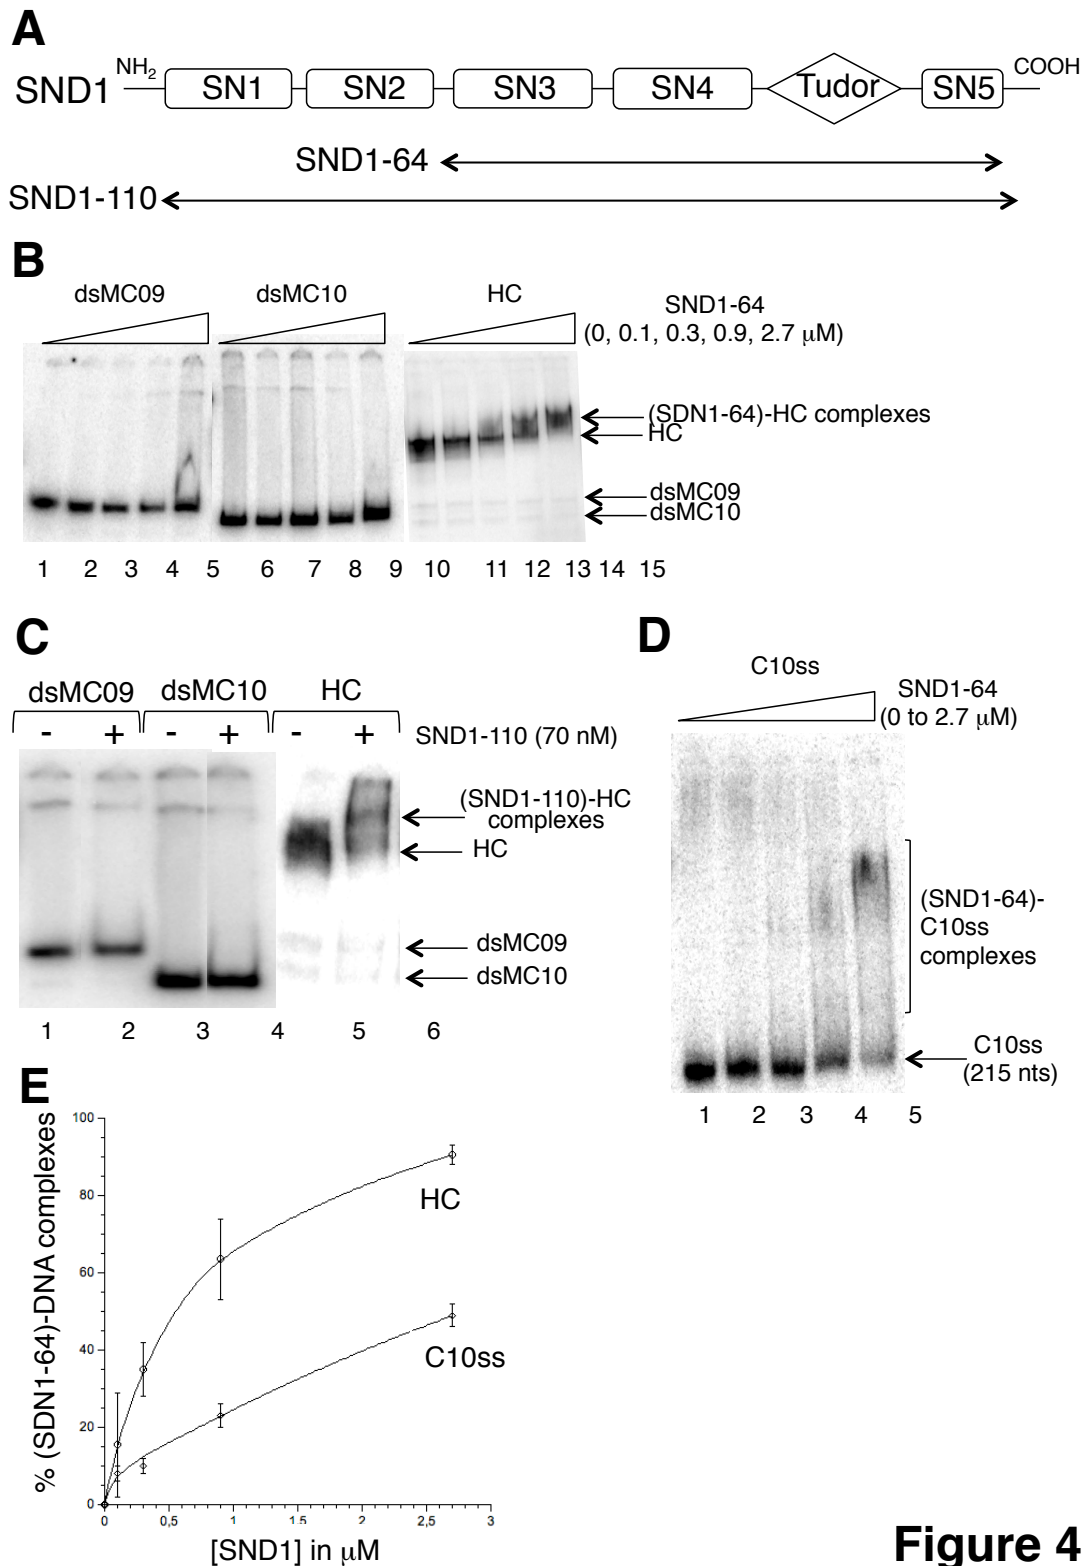 A
SND1 NH2 SN1 SN2 SN3 SN4 Tudor SN5 COOH
SND1-64
SND1-110
B
dsMC09 dsMC10 HC SND1-64
(0, 0.1, 0.3, 0.9, 2.7 μM)
(SDN1-64)-HC complexes
HC
dsMC09
dsMC10
1 2 3 4 5 6 7 8 9 10 11 12 13 14 15
C
dsMC09 dsMC10 HC
- + - + - + SND1-110 (70 nM)
(SND1-110)-HC
complexes
HC
dsMC09
dsMC10
1 2 3 4 5 6
D
C10ss
SND1-64
(0 to 2.7 μM)
(SND1-64)-
C10ss
complexes
C10ss
(215 nts)
1 2 3 4 5
E
% (SDN1-64)-DNA complexes
100
80
60
40
20
0
HC
C10ss
0 0,5 1 1,5 2 2,5 3
[SND1] in μM
Figure 4